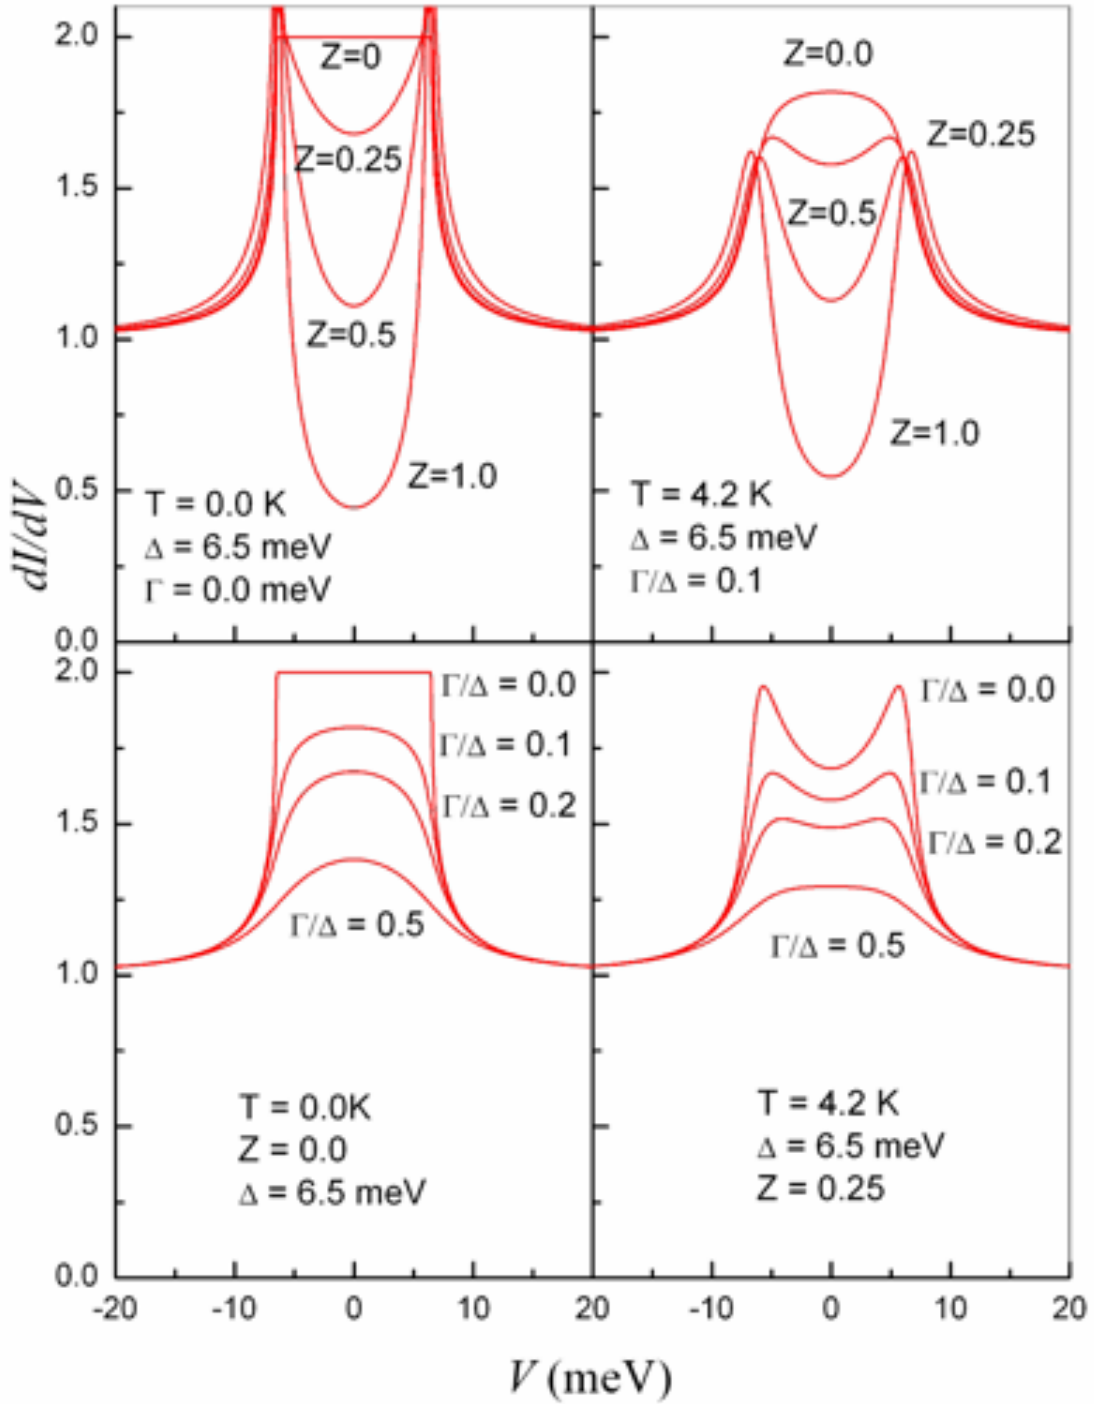 2.0
1.5
1.0
0.5
0.0
Z=0
Z=0.25
Z=0.5
Z=1.0
T = 0.0 K
Δ = 6.5 meV
Γ = 0.0 meV
Z=0.0
Z=0.25
Z=0.5
Z=1.0
T = 4.2 K
Δ = 6.5 meV
Γ/Δ = 0.1
dI/dV
2.0
1.5
1.0
0.5
0.0
Γ/Δ = 0.0
Γ/Δ = 0.1
Γ/Δ = 0.2
Γ/Δ = 0.5
T = 0.0K
Z = 0.0
Δ = 6.5 meV
Γ/Δ = 0.0
Γ/Δ = 0.1
Γ/Δ = 0.2
Γ/Δ = 0.5
T = 4.2 K
Δ = 6.5 meV
Z = 0.25
-20 -10 0 10 20 -10 0 10 20
V (meV)